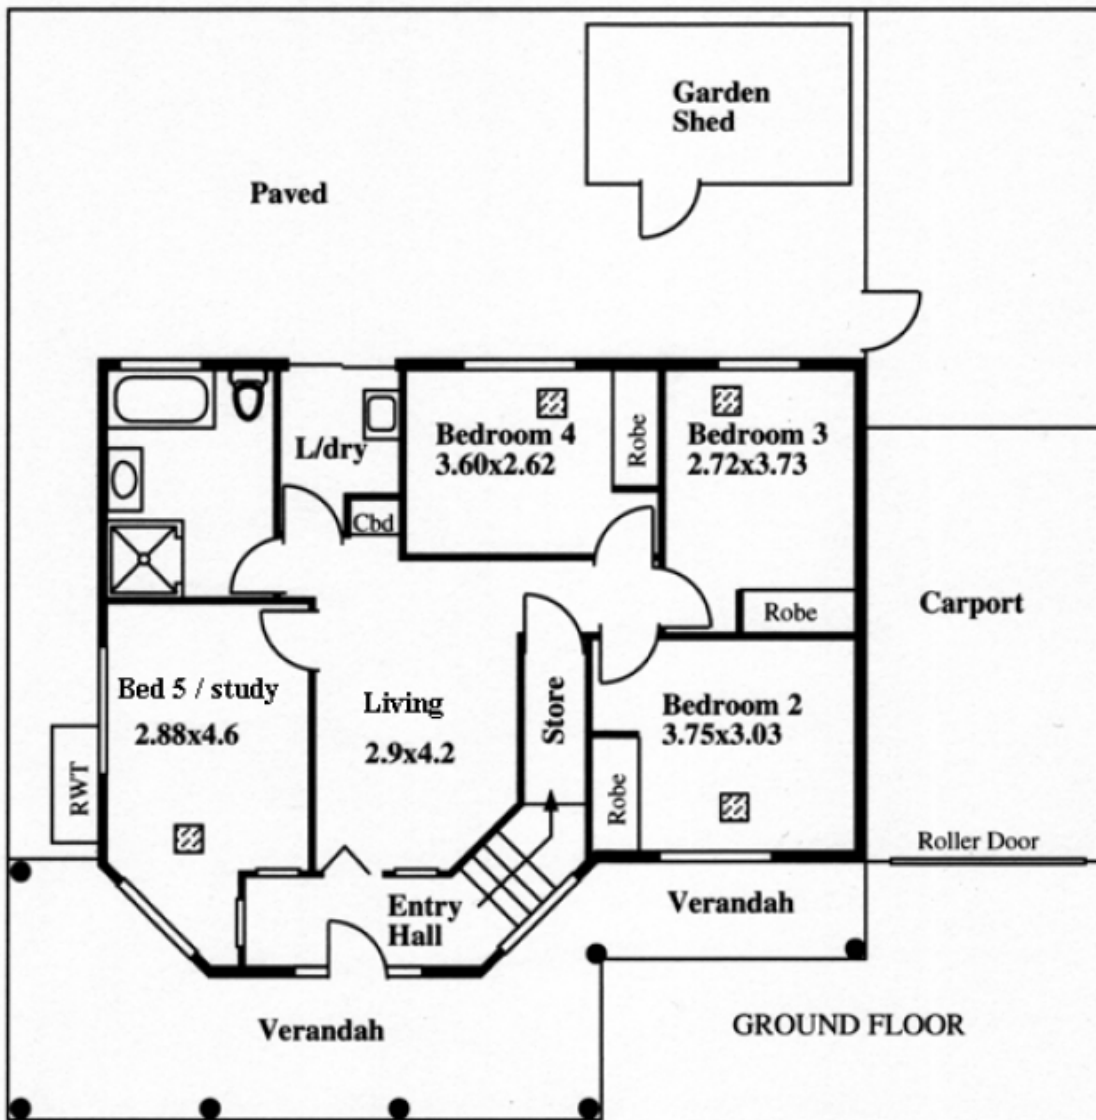 Garden
Shed
Paved
L/dry
Cbd
Bedroom 4
3.60x2.62
Robe
Bedroom 3
2.72x3.73
Robe
Carport
Bed 5 / study
2.88x4.6
Living
2.9x4.2
Store
Bedroom 2
3.75x3.03
Robe
RWT
Roller Door
Entry
Hall
Verandah
Verandah
GROUND FLOOR